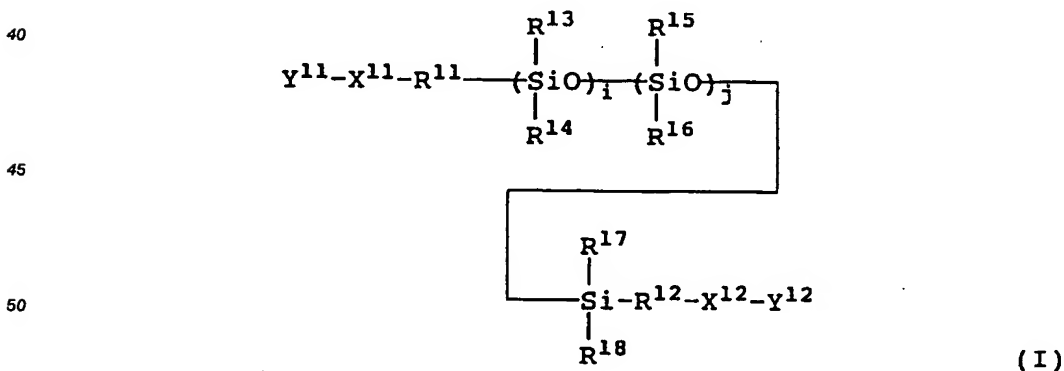 40
R13 R15
Y11-X11-R11—(SiO)i—(SiO)j
R14 R16
45
R17
50
Si-R12-X12-Y12
R18
(I)